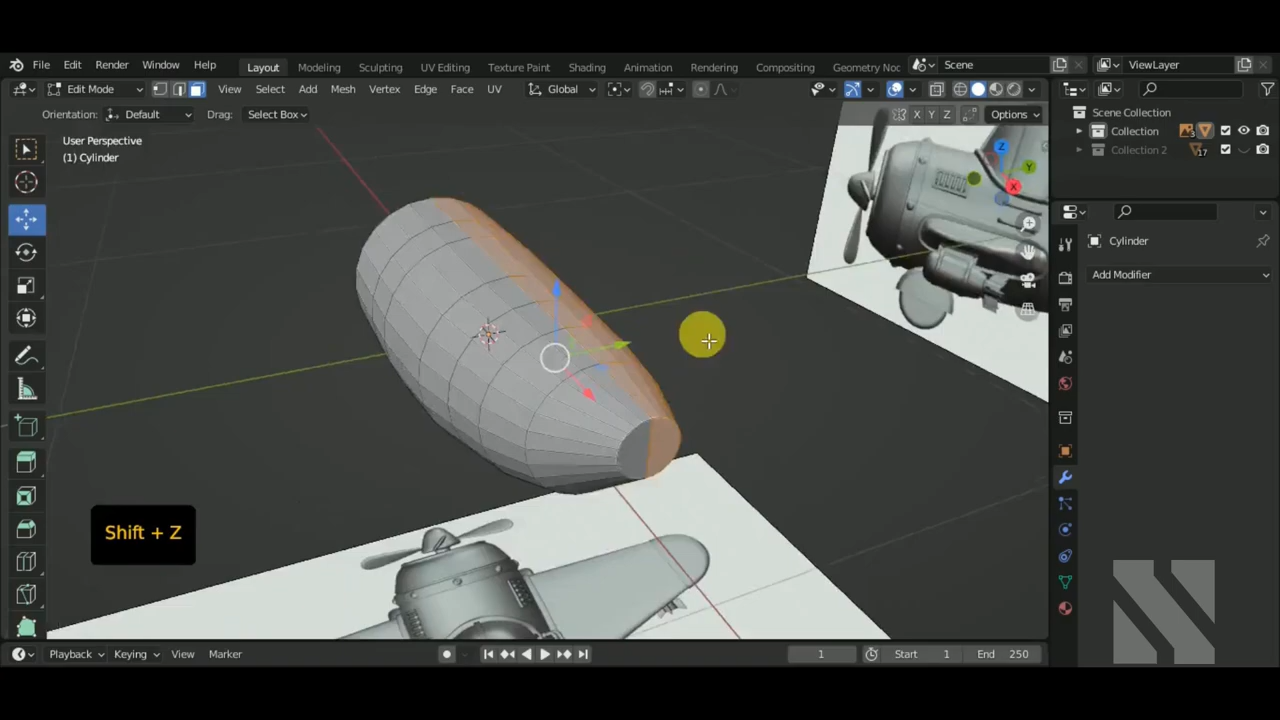 File Edit Render Window Help Layout Modeling Sculpting UV Editing Texture Paint Shading Animation Rendering Compositing Geometry Noc Scene ViewLayer
Edit Mode View Select Add Mesh Vertex Edge Face UV Global
Orientation: Default Drag: Select Box X Y Z Options
User Perspective
(1) Cylinder
Z
Y
X
Scene Collection
Collection 3
Collection 2 17
Cylinder
Add Modifier
Shift + Z
Playback Keying View Marker 1 Start 1 End 250